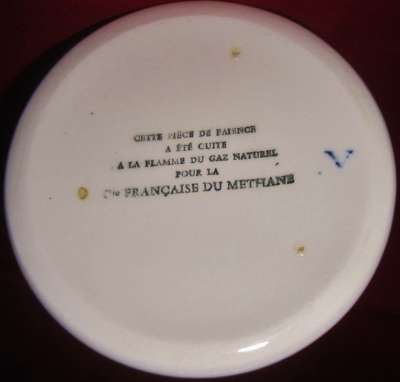 CETTE PIÈCE DE FAIENCE
A ÉTÉ CUITE
A LA FLAMME DU GAZ NATUREL
POUR LA
Cie FRANÇAISE DU METHANE
V